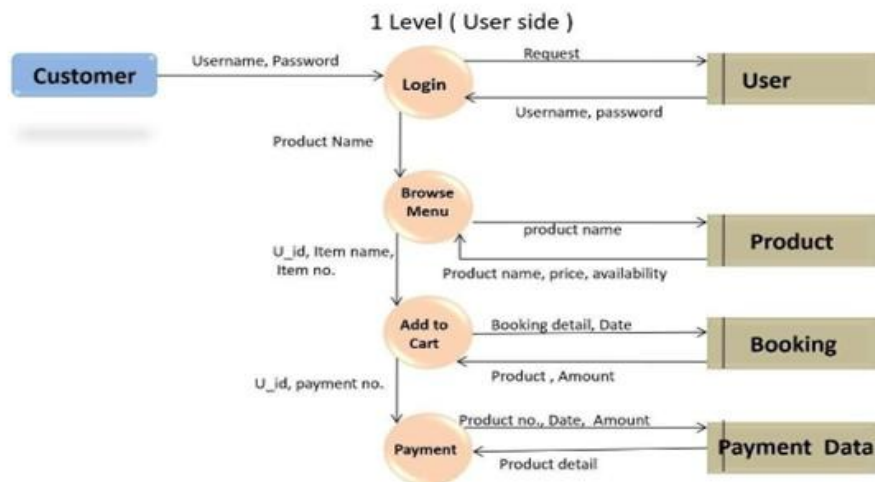 1 Level ( User side )
Customer
Username, Password
Login
Request
User
Username, password
Product Name
Browse
Menu
product name
Product
Product name, price, availability
U_id, Item name,
Item no.
Add to
Cart
Booking detail, Date
Booking
Product , Amount
U_id, payment no.
Payment
Product no., Date, Amount
Payment Data
Product detail